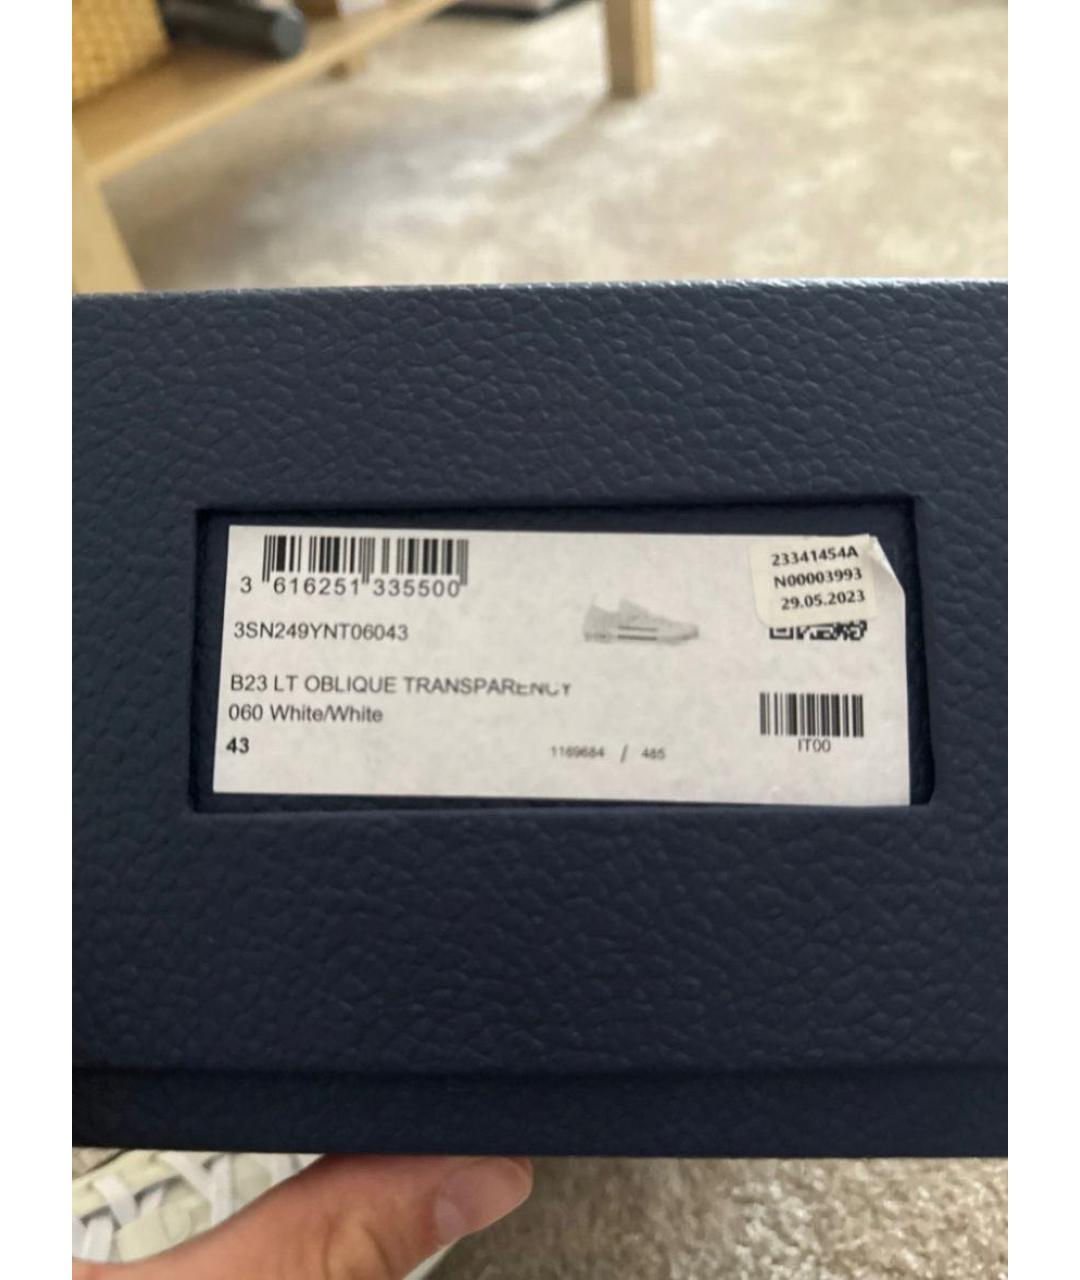 3 616251 335500
3SN249YNT06043
B23 LT OBLIQUE TRANSPARENCY
060 White/White
43
1169684 / 485
23341454A
N00003993
29.05.2023
IT00